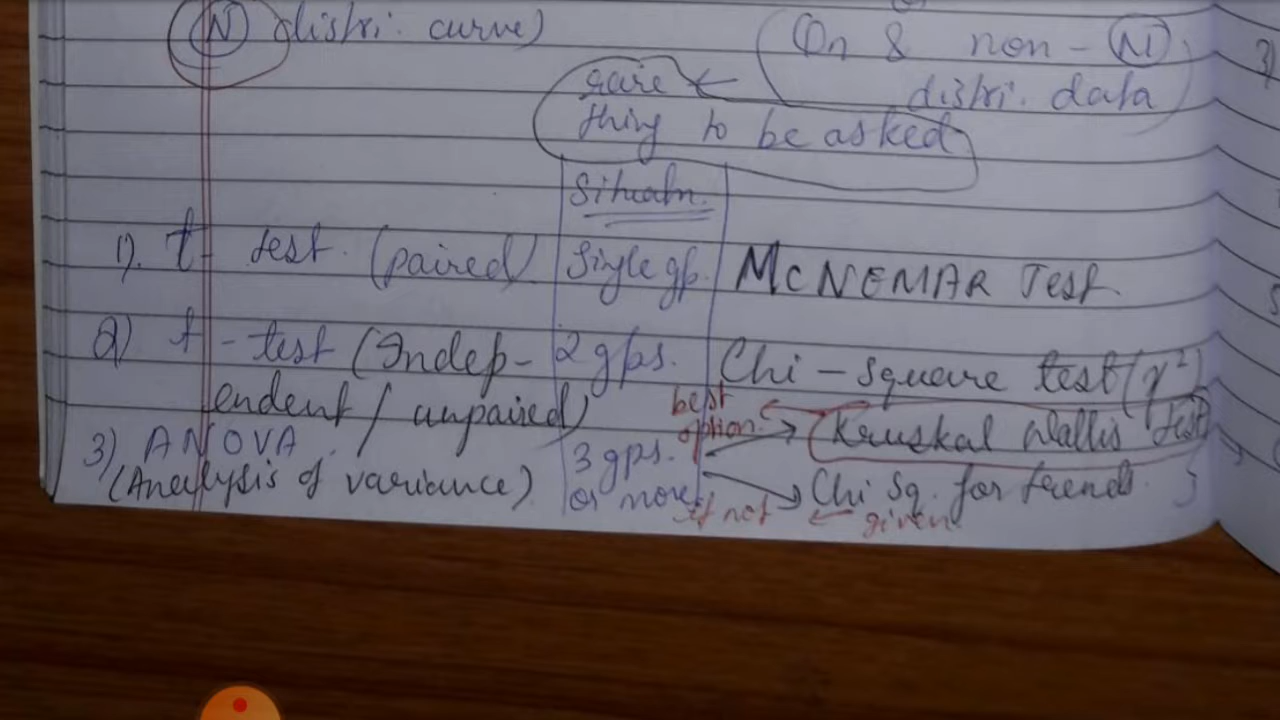 (N) distri. curve)
(On & non - (N)
distri. data
rare ←
thing to be asked
Situatn.
1). t- test (paired) Single gp. MCNEMAR Test.
2) t - test (Indep- 2 gps. Chi - square test (χ²)
endent / unpaired)
best option. → (Kruskal Wallis Test)
3) ANOVA. 3 gps.
(Analysis of variance) or more → Chi Sq. for trends.
if not ← given